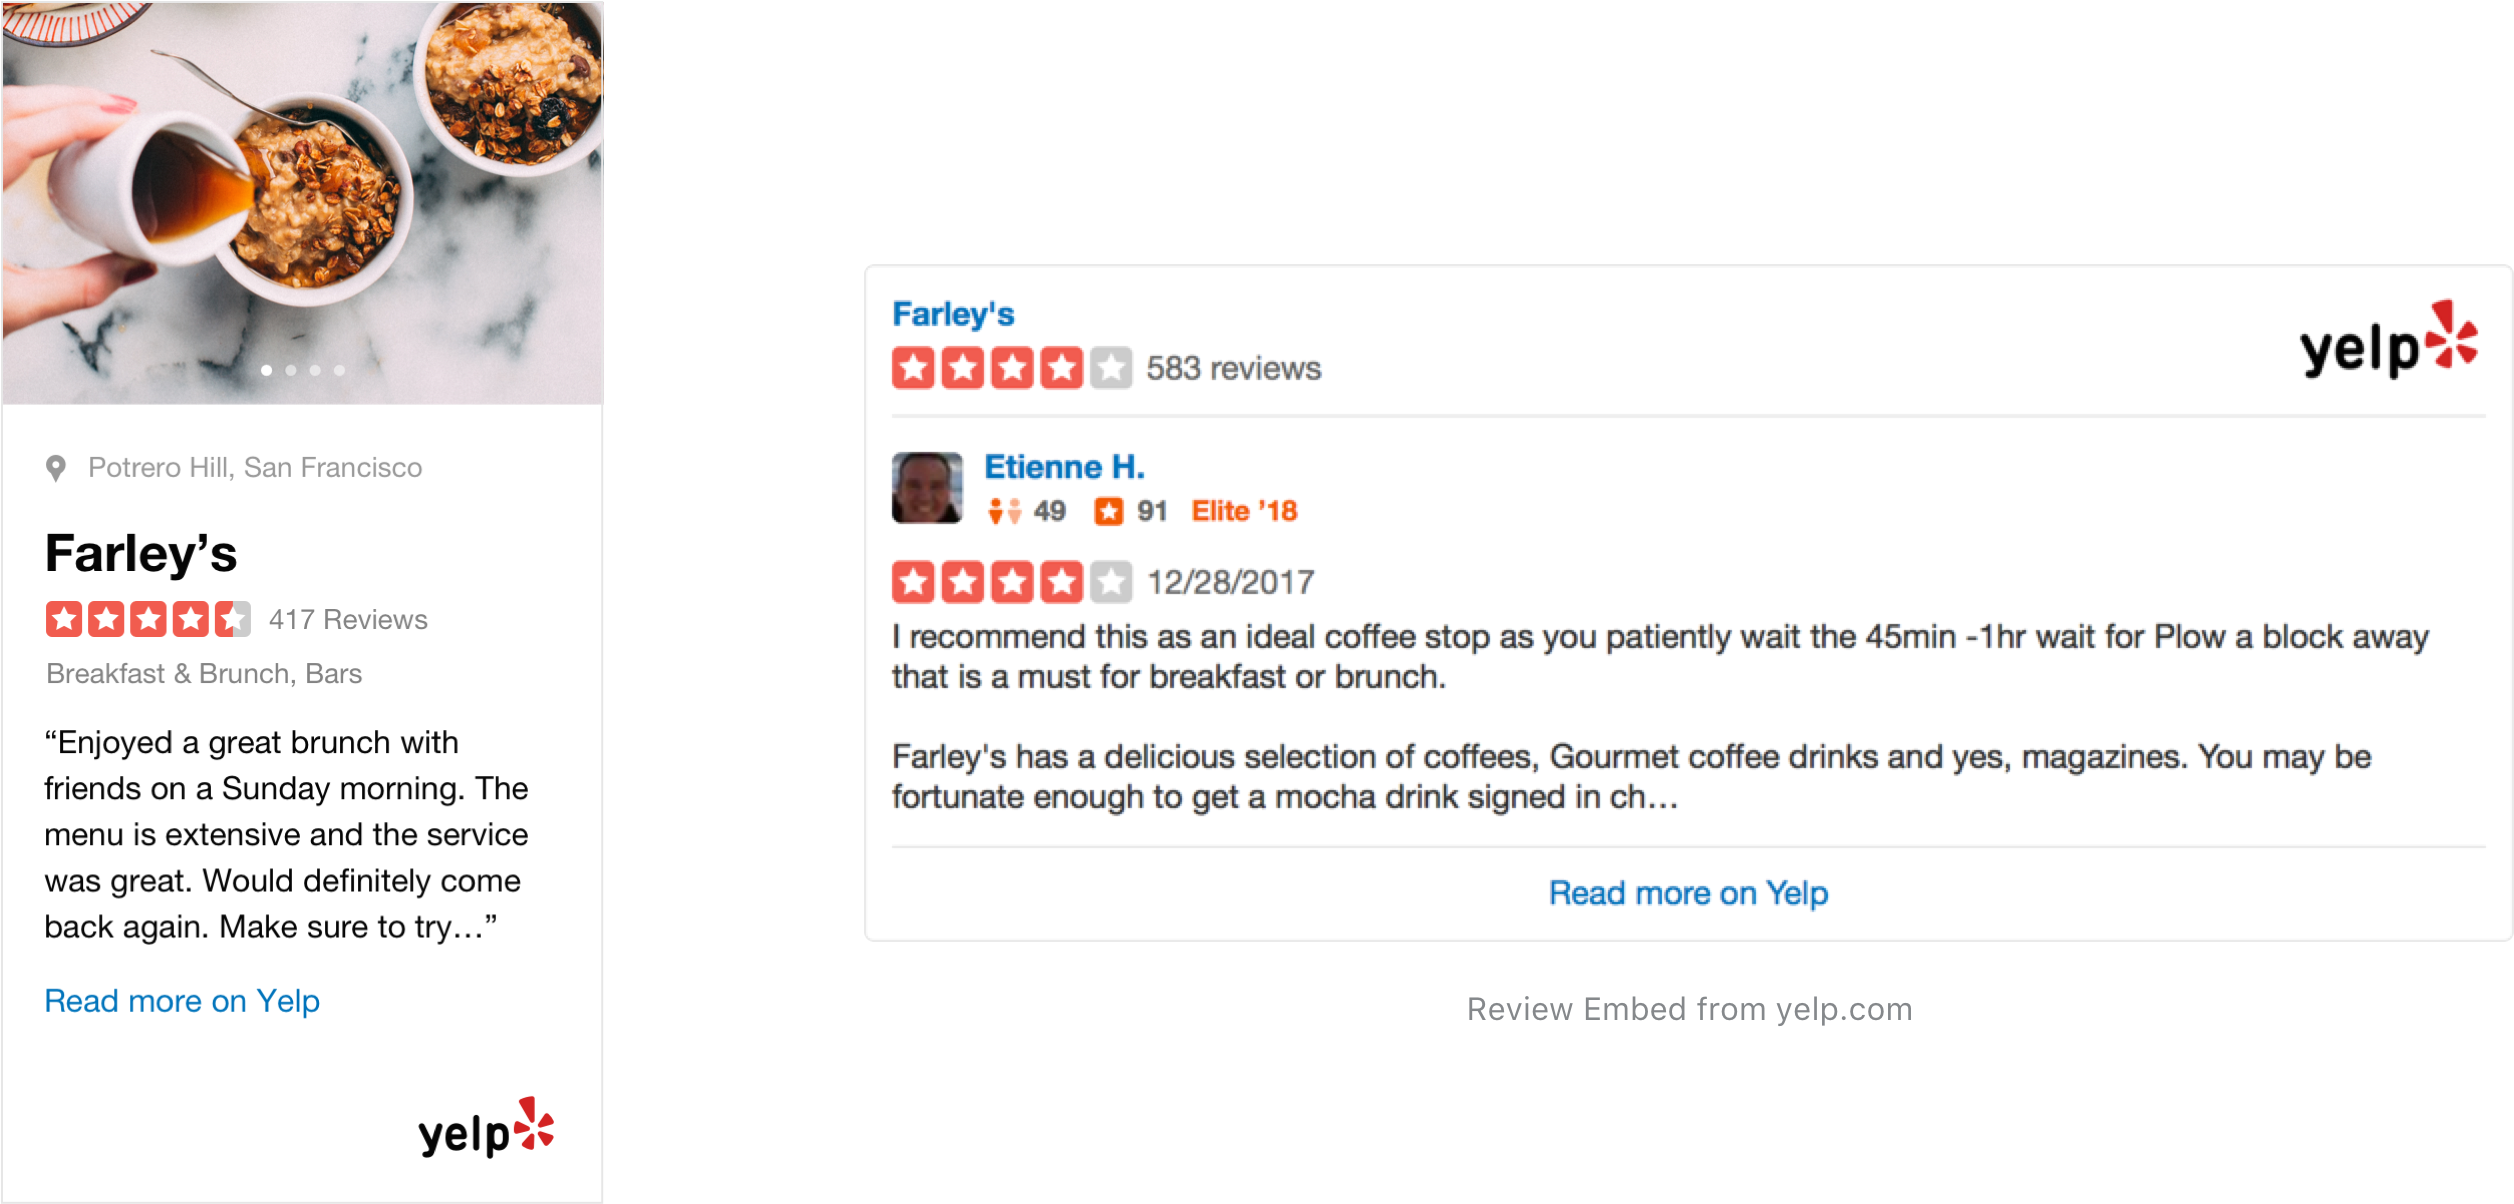 Potrero Hill, San Francisco
Farley’s
417 Reviews
Breakfast & Brunch, Bars
“Enjoyed a great brunch with
friends on a Sunday morning. The
menu is extensive and the service
was great. Would definitely come
back again. Make sure to try…”
Read more on Yelp
yelp
Farley's
583 reviews
yelp
Etienne H.
49 91 Elite ’18
12/28/2017
I recommend this as an ideal coffee stop as you patiently wait the 45min -1hr wait for Plow a block away
that is a must for breakfast or brunch.
Farley's has a delicious selection of coffees, Gourmet coffee drinks and yes, magazines. You may be
fortunate enough to get a mocha drink signed in ch…
Read more on Yelp
Review Embed from yelp.com